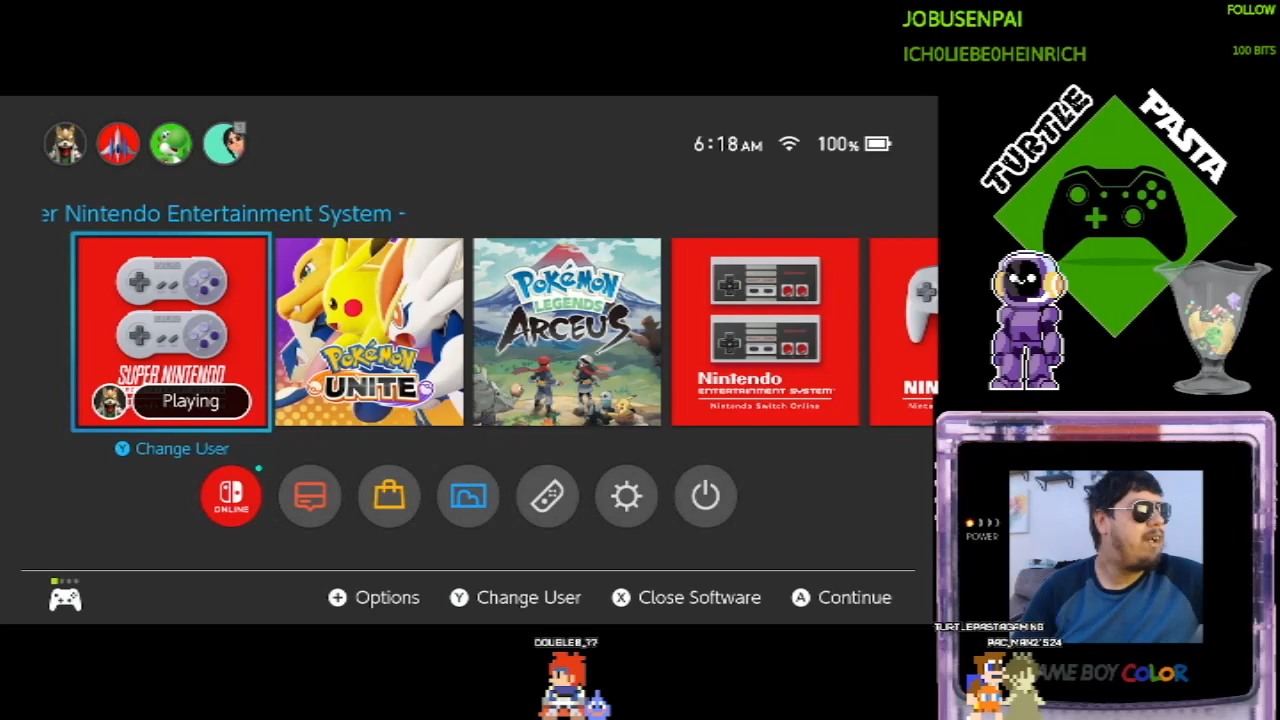 JOBUSENPAI
FOLLOW
ICH0LIEBE0HEINRICH
100 BITS
TURTLE
PASTA
6:18 AM
100%
er Nintendo Entertainment System -
SUPER NINTENDO
Playing
POKÉMON
UNITE
POKÉMON
LEGENDS
ARCEUS
Nintendo
ENTERTAINMENT SYSTEM
Nintendo Switch Online
NIN
Y Change User
ONLINE
POWER
+ Options
Y Change User
X Close Software
A Continue
TURTLEPASTAGAMING
DOUBLEB_77
GAME BOY COLOR